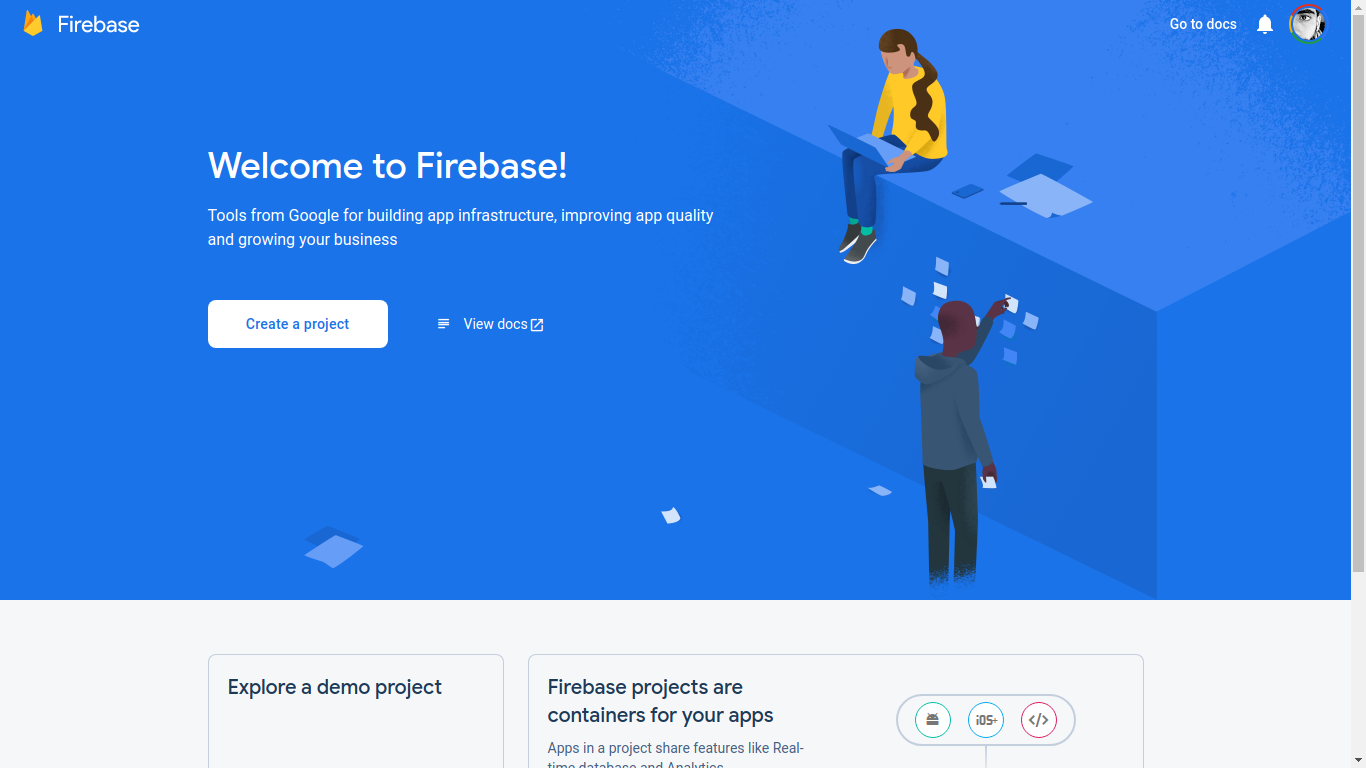 Firebase
Go to docs
Welcome to Firebase!
Tools from Google for building app infrastructure, improving app quality
and growing your business
Create a project
View docs
Explore a demo project
Firebase projects are
containers for your apps
iOS+
Apps in a project share features like Real-
time database and Analytics